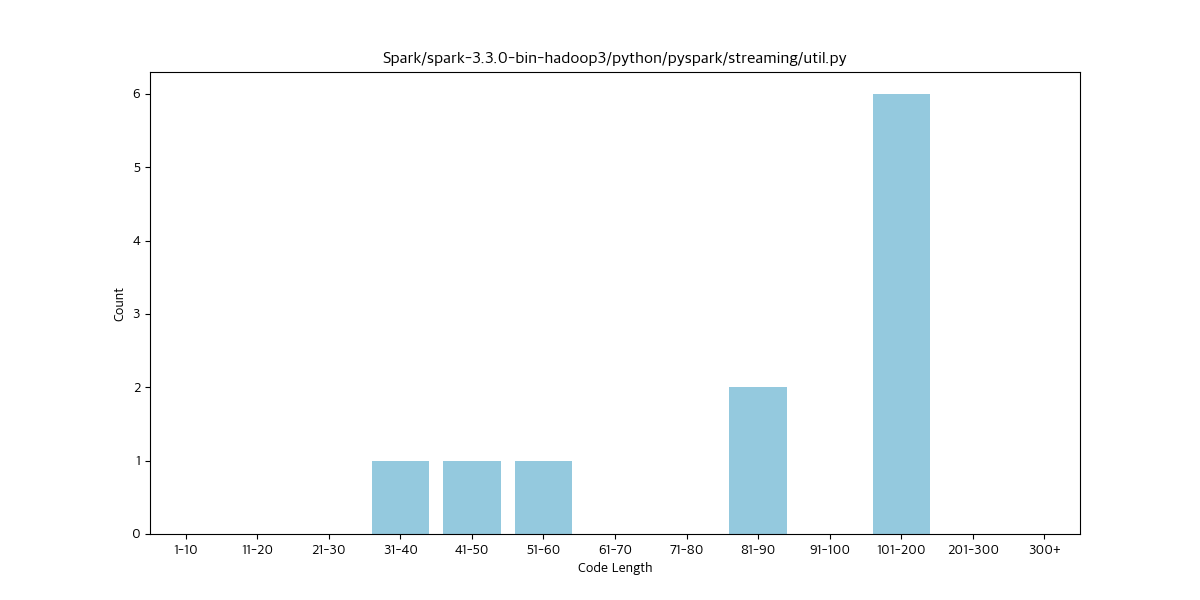 Spark/spark-3.3.0-bin-hadoop3/python/pyspark/streaming/util.py
6
5
4
3
2
1
0
Count
1-10 11-20 21-30 31-40 41-50 51-60 61-70 71-80 81-90 91-100 101-200 201-300 300+
Code Length